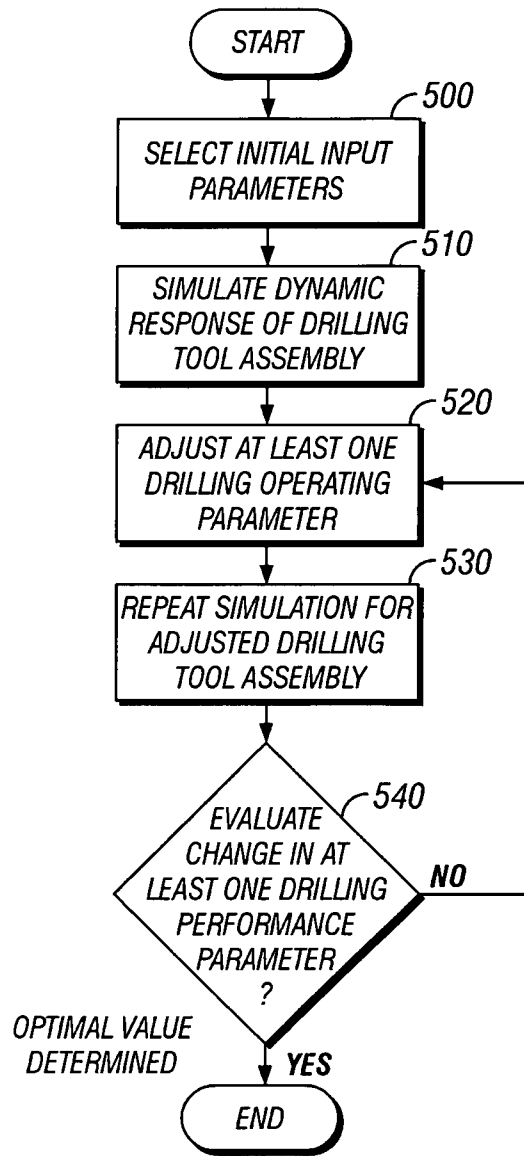 START
500
SELECT INITIAL INPUT
PARAMETERS
510
SIMULATE DYNAMIC
RESPONSE OF DRILLING
TOOL ASSEMBLY
520
ADJUST AT LEAST ONE
DRILLING OPERATING
PARAMETER
530
REPEAT SIMULATION FOR
ADJUSTED DRILLING
TOOL ASSEMBLY
540
EVALUATE
CHANGE IN AT
LEAST ONE DRILLING
PERFORMANCE
PARAMETER
?
NO
OPTIMAL VALUE
DETERMINED
YES
END